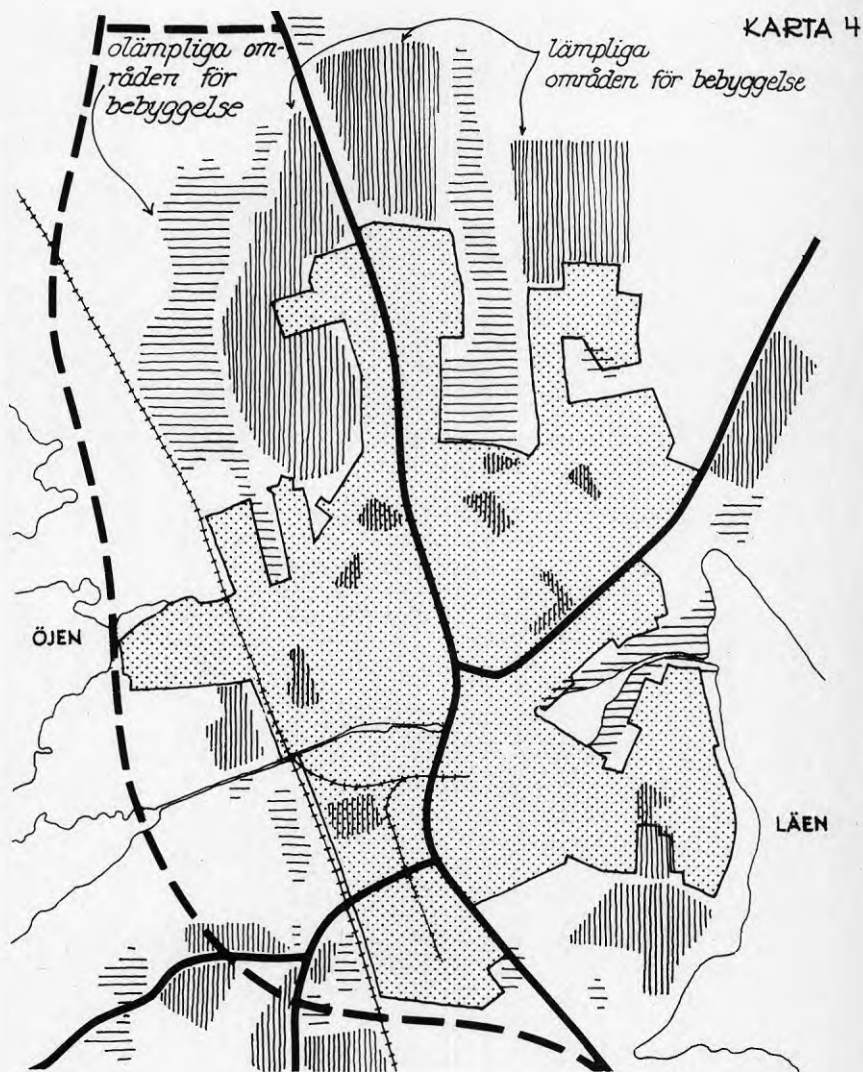 KARTA 4
olämpliga om-
råden för
bebyggelse
lämpliga
områden för bebyggelse
ÖJEN
LÄEN